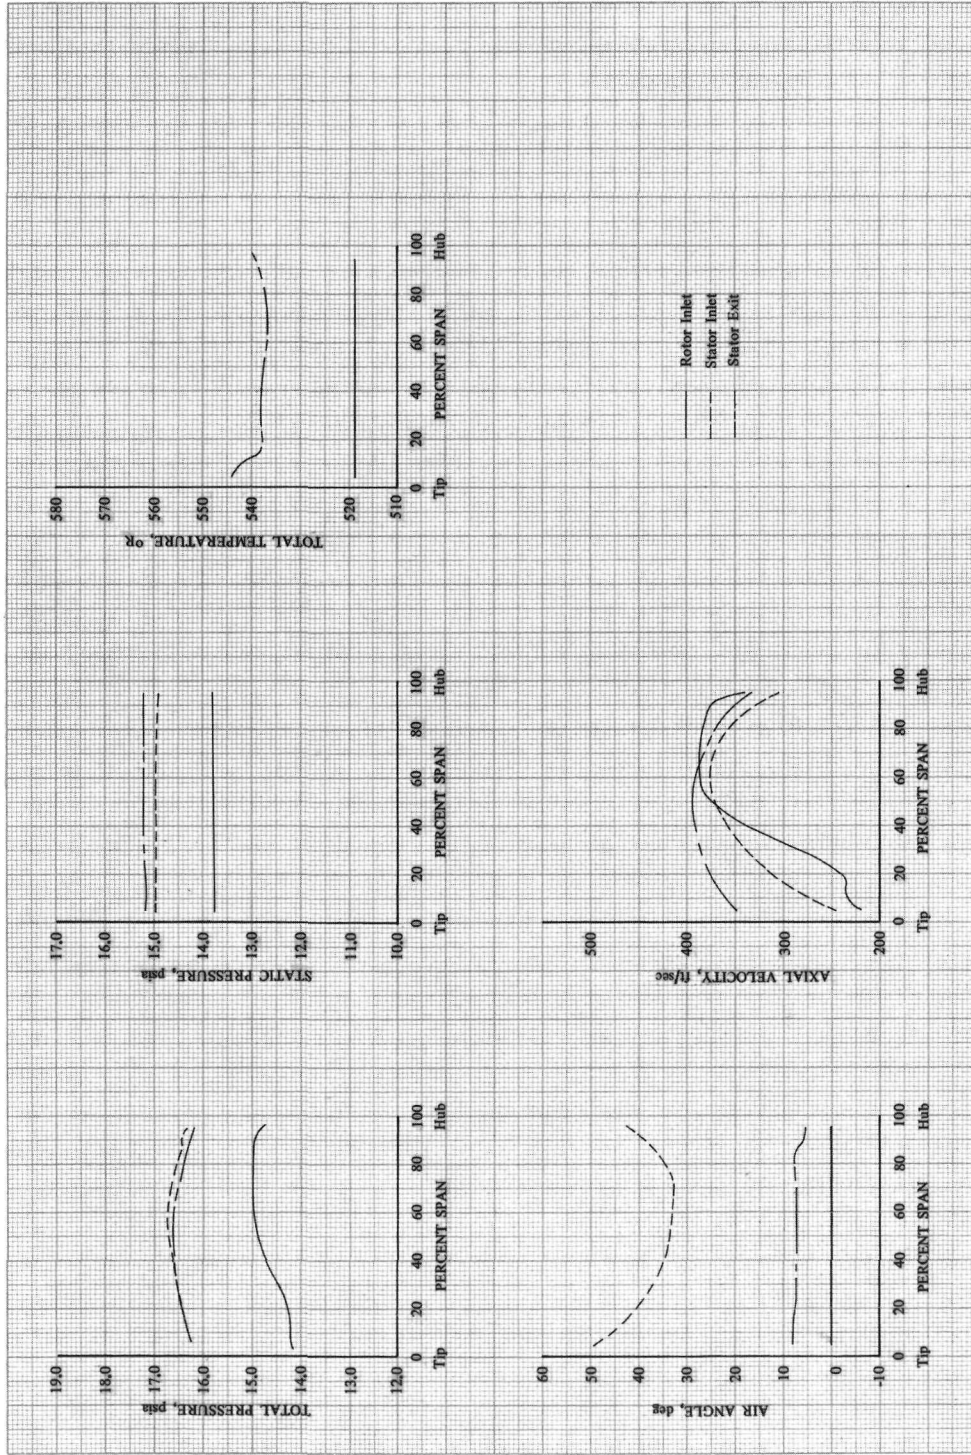 TOTAL PRESSURE, psia
19.0
18.0
17.0
16.0
15.0
14.0
13.0
12.0
0 20 40 60 80 100
Tip PERCENT SPAN Hub
STATIC PRESSURE, psia
17.0
16.0
15.0
14.0
13.0
12.0
11.0
10.0
0 20 40 60 80 100
Tip PERCENT SPAN Hub
TOTAL TEMPERATURE, °R
580
570
560
550
540
530
520
510
0 20 40 60 80 100
Tip PERCENT SPAN Hub
AIR ANGLE, deg
60
50
40
30
20
10
0
-10
0 20 40 60 80 100
Tip PERCENT SPAN Hub
AXIAL VELOCITY, ft/sec
500
400
300
200
0 20 40 60 80 100
Tip PERCENT SPAN Hub
Rotor Inlet
Stator Inlet
Stator Exit